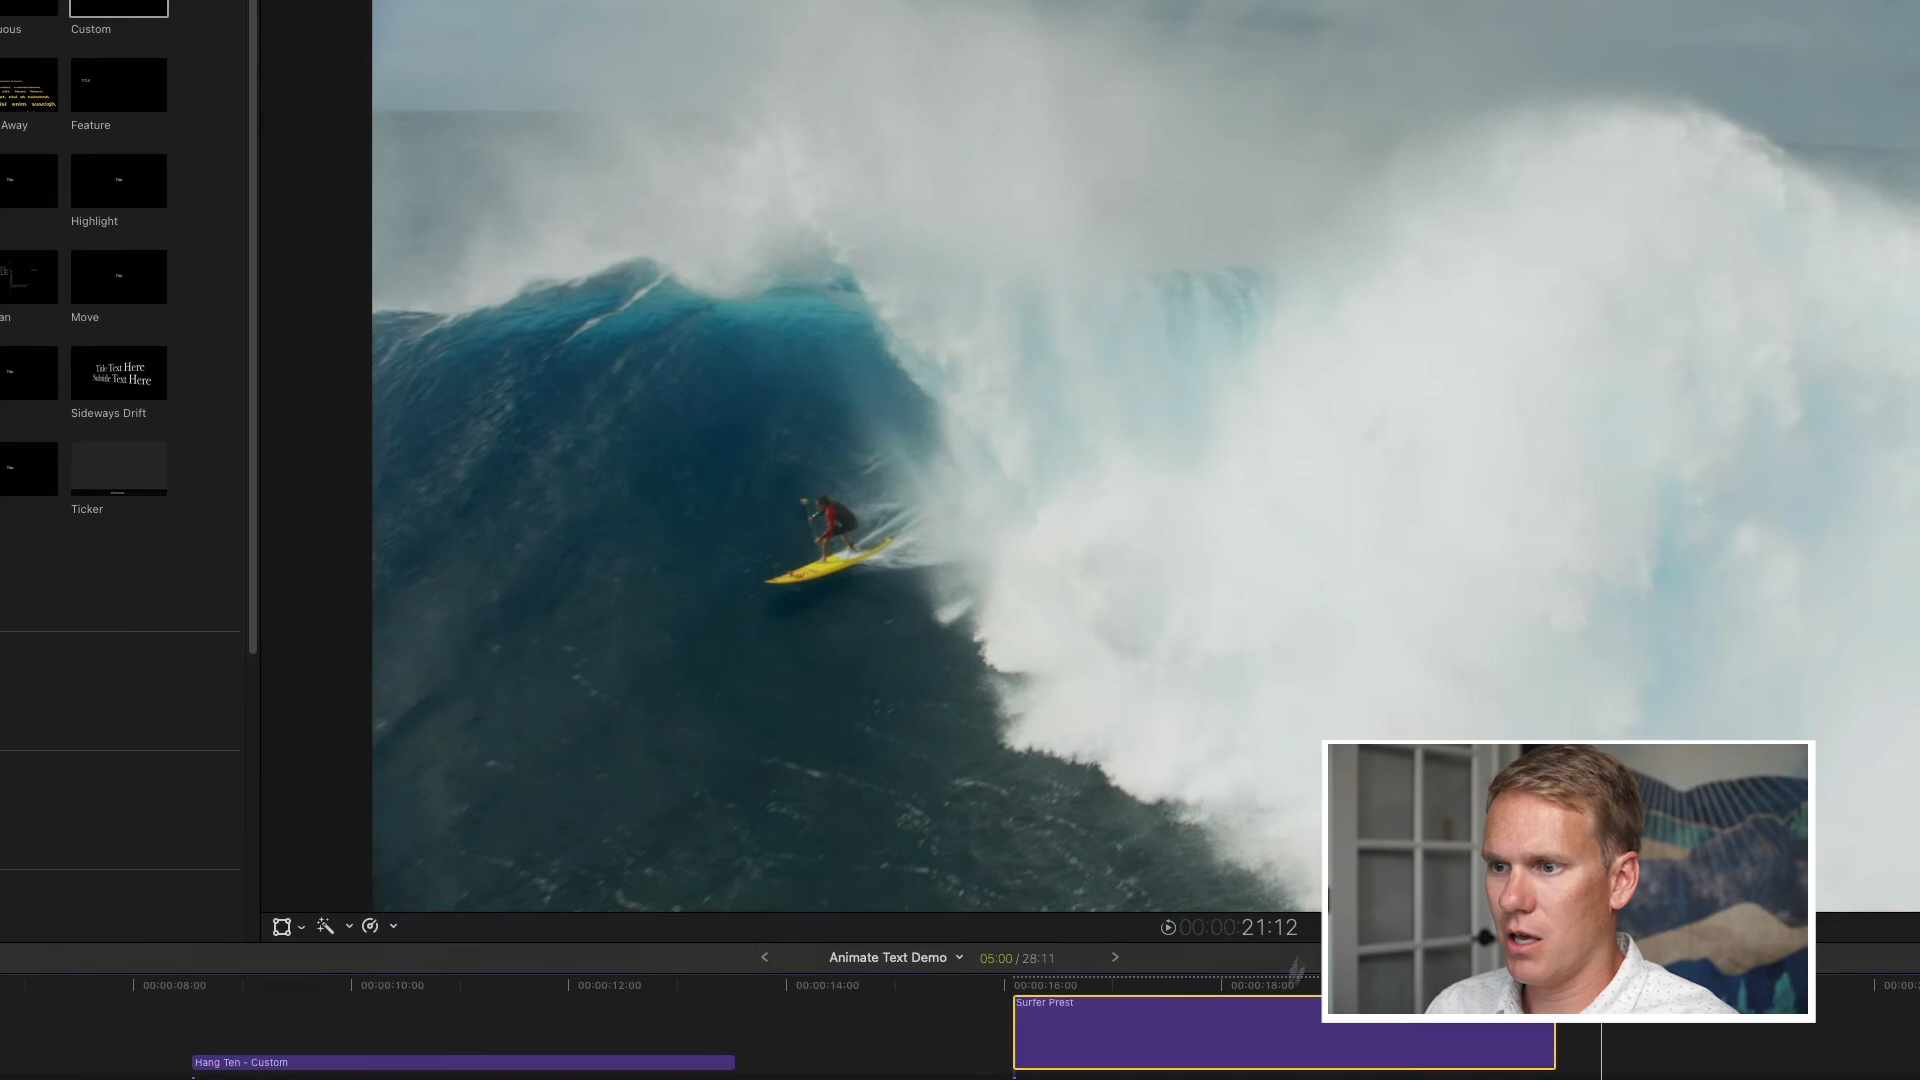 Custom
Away
Feature
Highlight
Move
Title Text Here
Subtitle Text Here
Sideways Drift
Ticker
00:00:00:21:12
Animate Text Demo
05:00 / 28:11
00:00:08:00
00:00:10:00
00:00:12:00
00:00:14:00
00:00:16:00
00:00:18:00
Surfer Prest
Hang Ten - Custom